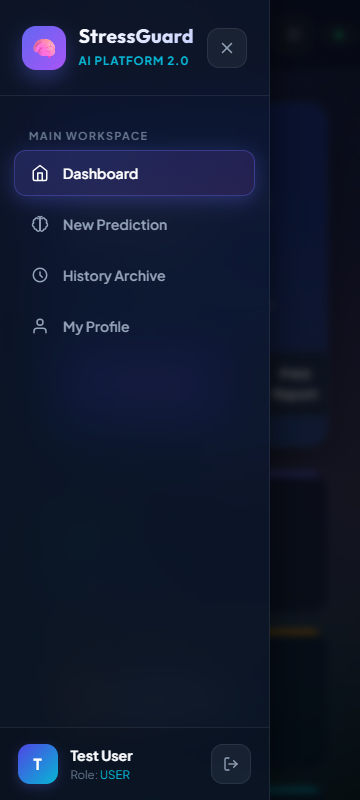 StressGuard
AI PLATFORM 2.0
MAIN WORKSPACE
Dashboard
New Prediction
History Archive
My Profile
T
Test User
Role: USER